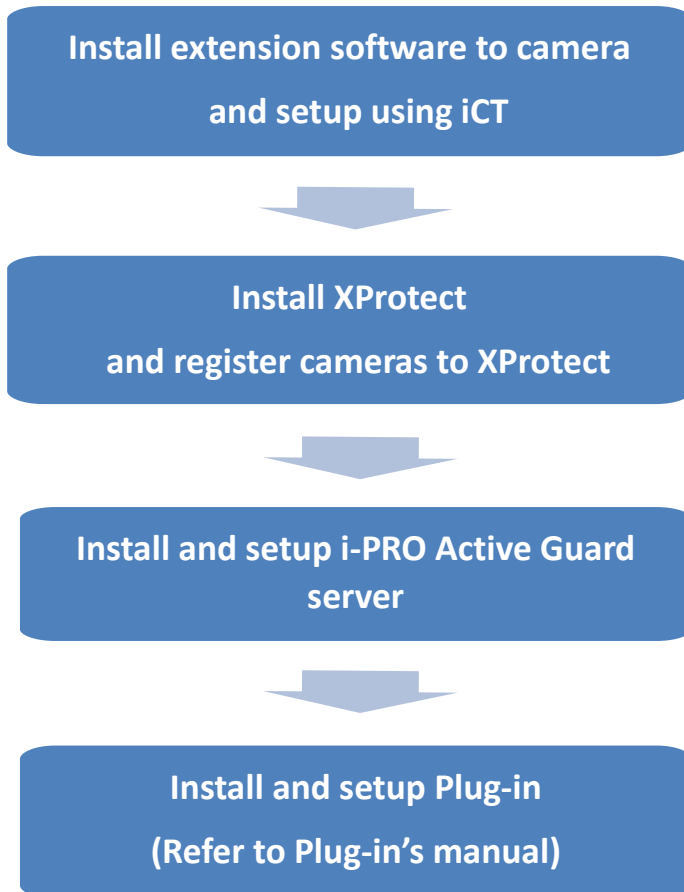 Install extension software to camera
and setup using iCT
Install XProtect
and register cameras to XProtect
Install and setup i-PRO Active Guard
server
Install and setup Plug-in
(Refer to Plug-in’s manual)